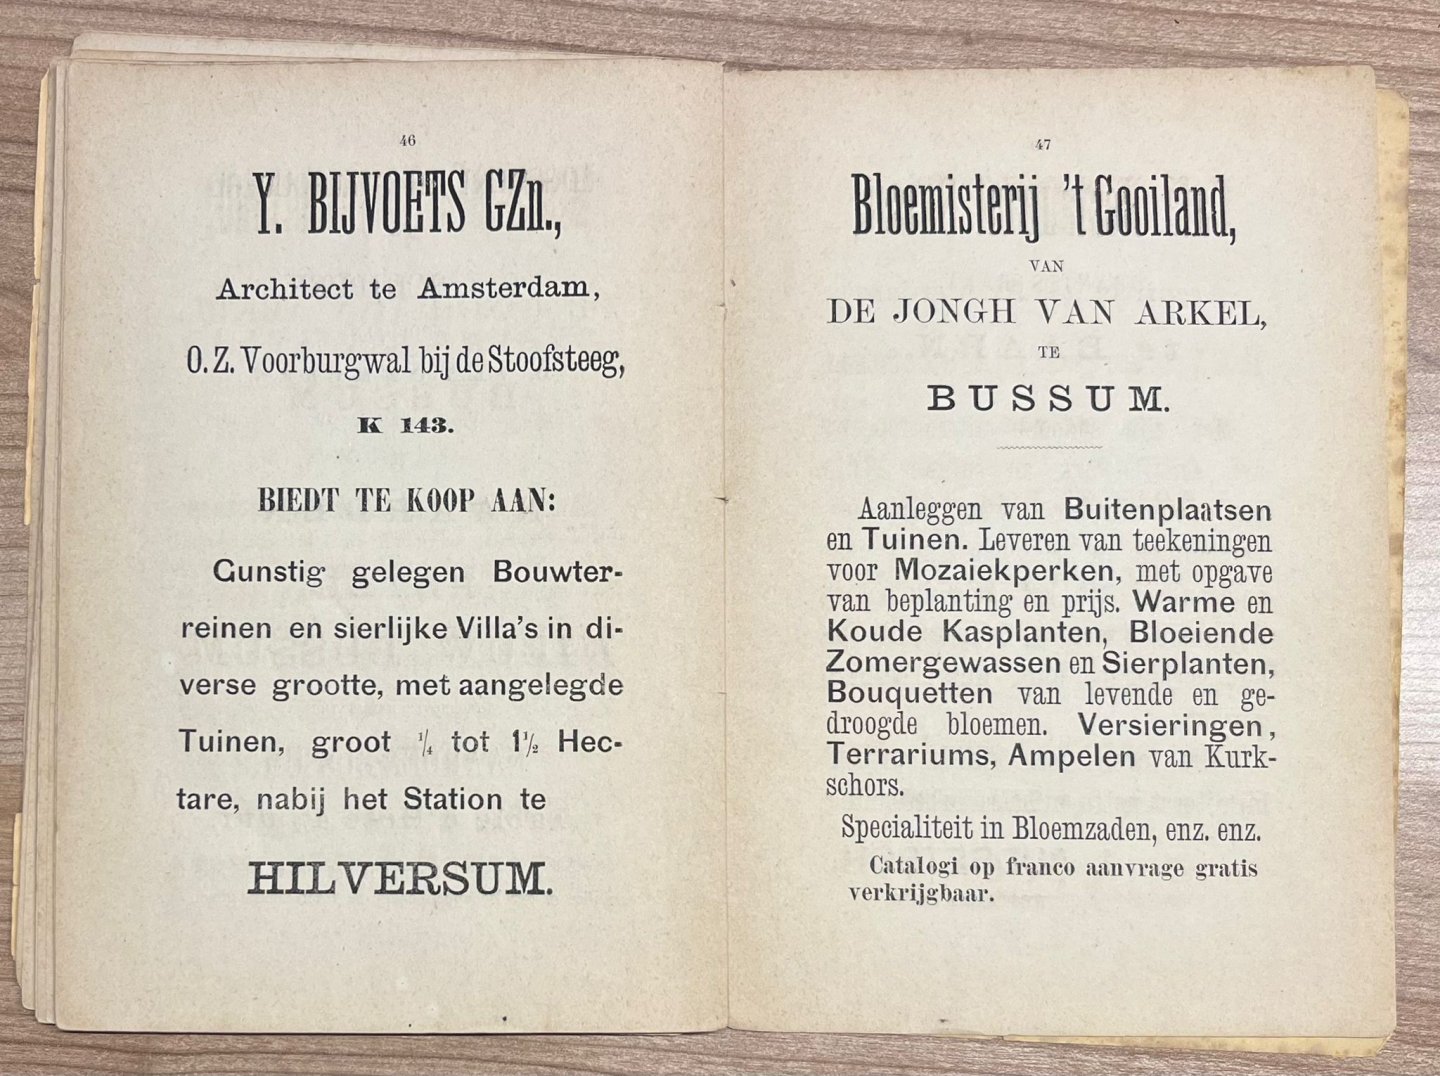 46
Y. BIJVOETS GZn.,
Architect te Amsterdam,
O. Z. Voorburgwal bij de Stoofsteeg,
K 143.
BIEDT TE KOOP AAN:
Gunstig gelegen Bouwter-
reinen en sierlijke Villa's in di-
verse grootte, met aangelegde
Tuinen, groot 1/4 tot 1 1/2 Hec-
tare, nabij het Station te
HILVERSUM.
47
Bloemisterij 't Gooiland,
VAN
DE JONGH VAN ARKEL,
TE
BUSSUM.
Aanleggen van Buitenplaatsen
en Tuinen. Leveren van teekeningen
voor Mozaiekperken, met opgave
van beplanting en prijs. Warme en
Koude Kasplanten, Bloeiende
Zomergewassen en Sierplanten,
Bouquetten van levende en ge-
droogde bloemen. Versieringen,
Terrariums, Ampelen van Kurk-
schors.
Specialiteit in Bloemzaden, enz. enz.
Catalogi op franco aanvrage gratis
verkrijgbaar.